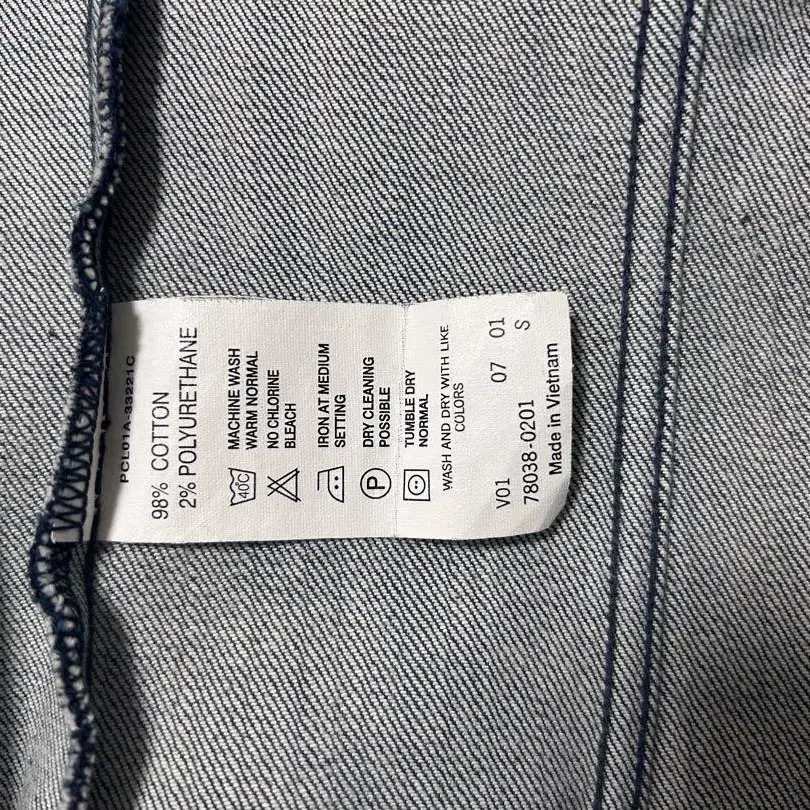 PCL01A-33221C
98% COTTON
2% POLYURETHANE
40C
MACHINE WASH
WARM NORMAL
NO CHLORINE
BLEACH
IRON AT MEDIUM
SETTING
P
DRY CLEANING
POSSIBLE
TUMBLE DRY
NORMAL
WASH AND DRY WITH LIKE
COLORS
V01 07 01
78038-0201 S
Made in Vietnam